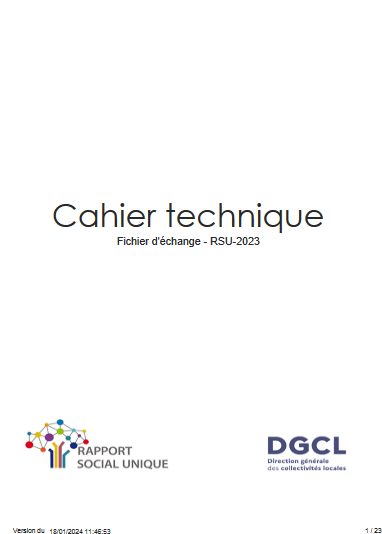 Cahier technique
Fichier d'échange - RSU-2023
RAPPORT
SOCIAL UNIQUE
DGCL
Direction générale
des collectivités locales
Version du 18/01/2024 11:46:53
1 / 23